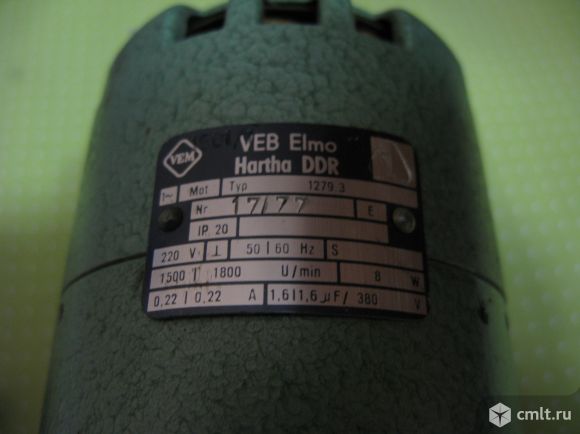 VEM
VEB Elmo
Hartha DDR
1~ Mot Typ 1279.3
Nr 17/77 E
IP 20
220 V ⊥ 50 | 60 Hz S
1500 | 1800 U/min 8 W
0,22 | 0,22 A 1,6 | 1,6 µF/ 380 V
cmlt.ru